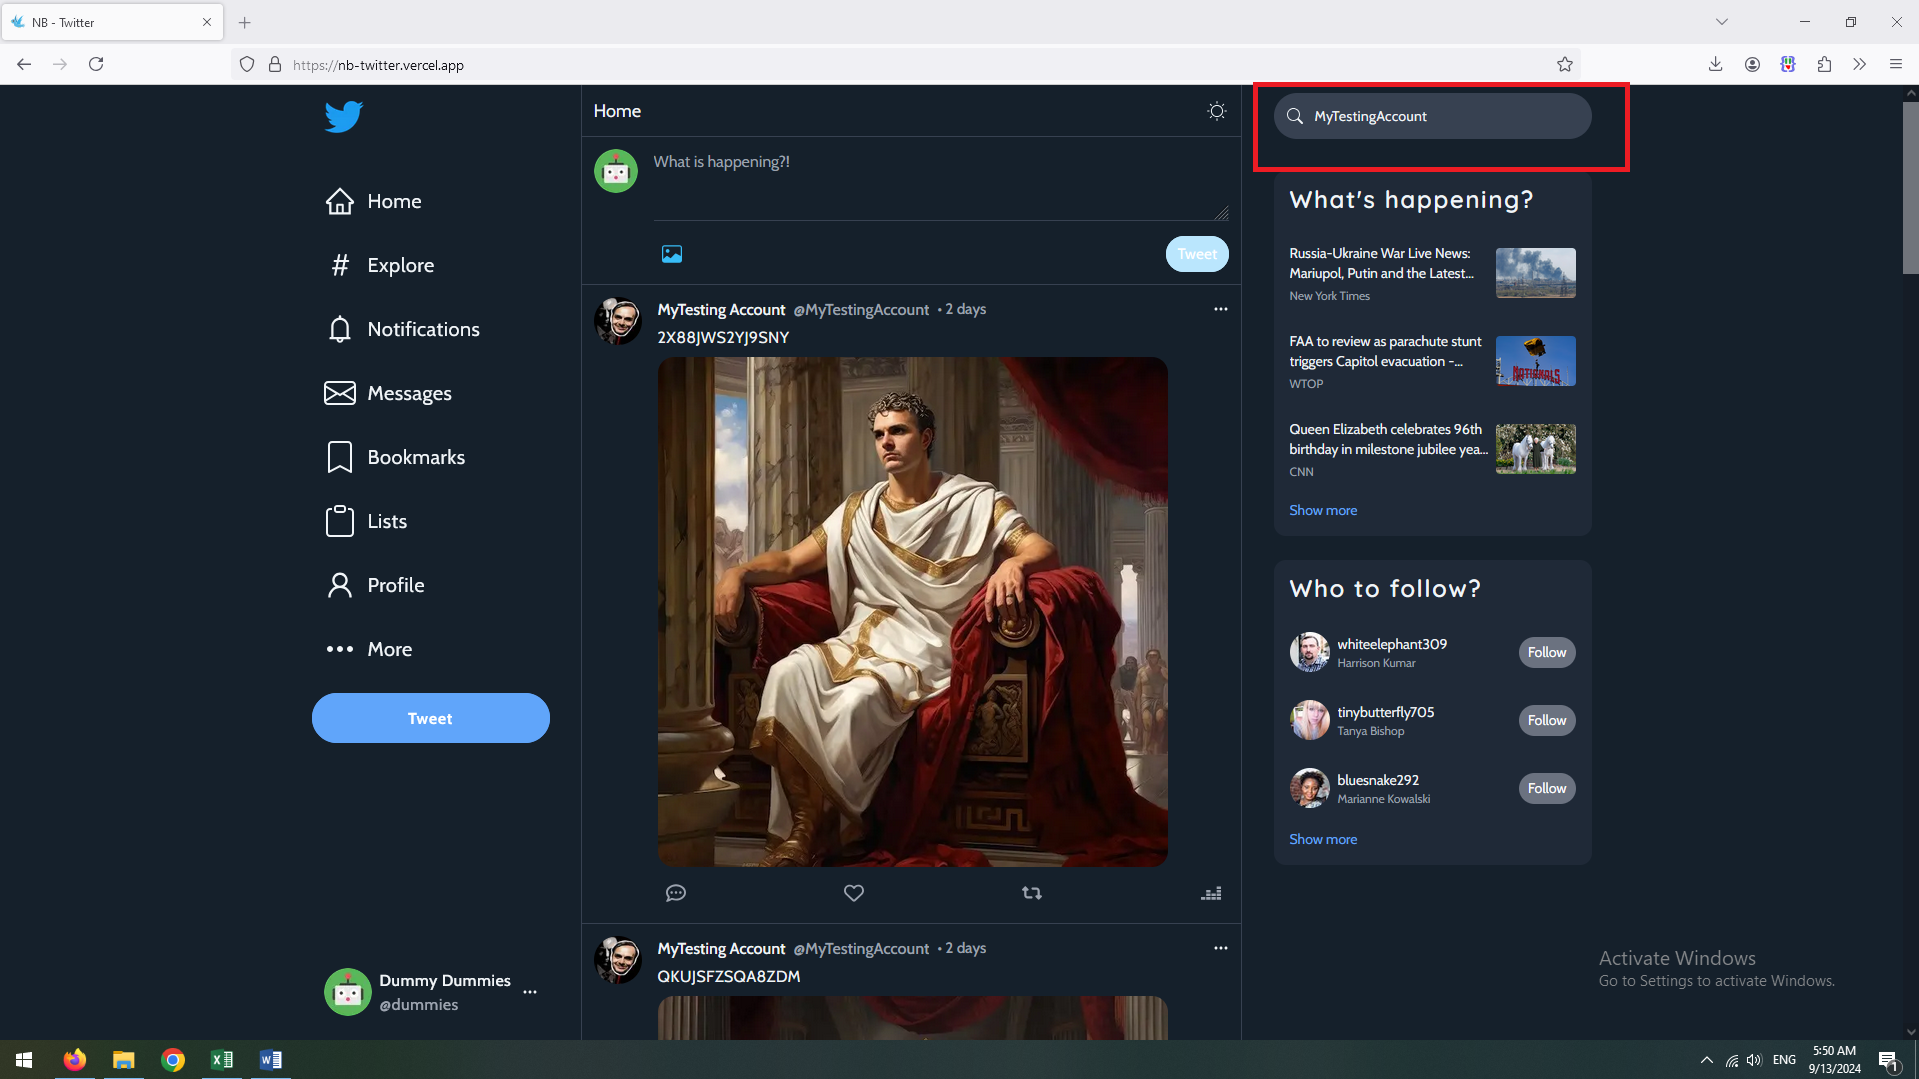 NB - Twitter
https://nb-twitter.vercel.app
Home
Explore
Notifications
Messages
Bookmarks
Lists
Profile
More
Tweet
Dummy Dummies
@dummies
Home
What is happening?!
Tweet
MyTesting Account @MyTestingAccount • 2 days
2X88JWS2YJ9SNY
MyTesting Account @MyTestingAccount • 2 days
QKUJSFZSQA8ZDM
MyTestingAccount
What's happening?
Russia-Ukraine War Live News:
Mariupol, Putin and the Latest...
New York Times
FAA to review as parachute stunt
triggers Capitol evacuation -...
WTOP
NATIONALS
Queen Elizabeth celebrates 96th
birthday in milestone jubilee yea...
CNN
Show more
Who to follow?
whiteelephant309
Harrison Kumar
Follow
tinybutterfly705
Tanya Bishop
Follow
bluesnake292
Marianne Kowalski
Follow
Show more
Activate Windows
Go to Settings to activate Windows.
ENG
5:50 AM
9/13/2024
1